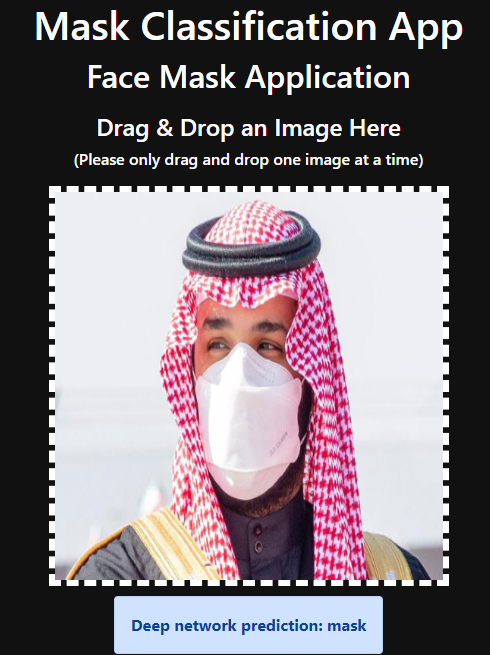 Mask Classification App
Face Mask Application
Drag & Drop an Image Here
(Please only drag and drop one image at a time)
Deep network prediction: mask